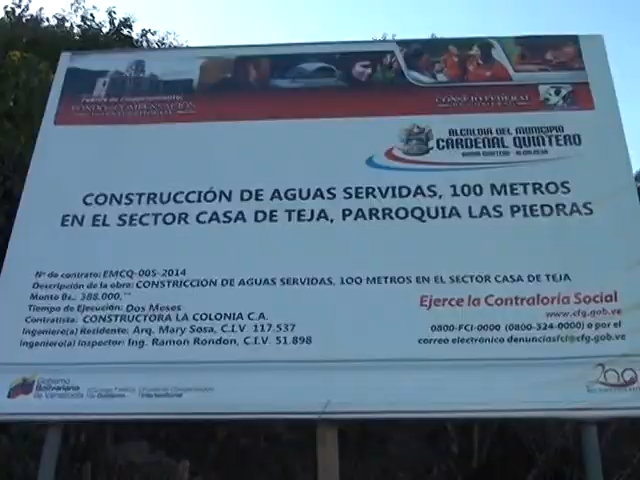 CONSEJO FEDERAL
ALCALDIA DEL MUNICIPIO
CARDENAL QUINTERO
CONSTRUCCIÓN DE AGUAS SERVIDAS, 100 METROS
EN EL SECTOR CASA DE TEJA, PARROQUIA LAS PIEDRAS
Nº de contrato: EMCQ-005-2014
Descripción de la obra: CONSTRICCION DE AGUAS SERVIDAS, 100 METROS EN EL SECTOR CASA DE TEJA
Monto Bs.: 388.000,
Tiempo de Ejecución: Dos Meses
Contratista: CONSTRUCTORA LA COLONIA C.A.
Ingeniero(a) Residente: Arq. Mary Sosa, C.I.V. 117.537
Ingeniero(a) Inspector: Ing. Ramon Rondon, C.I.V. 51.898
Ejerce la Contraloría Social
www.cfg.gob.ve
0800-FCI-0000 (0800-324-0000) o por el
correo electrónico denunciasfci@cfg.gob.ve
Gobierno
Bolivariano
de Venezuela
200